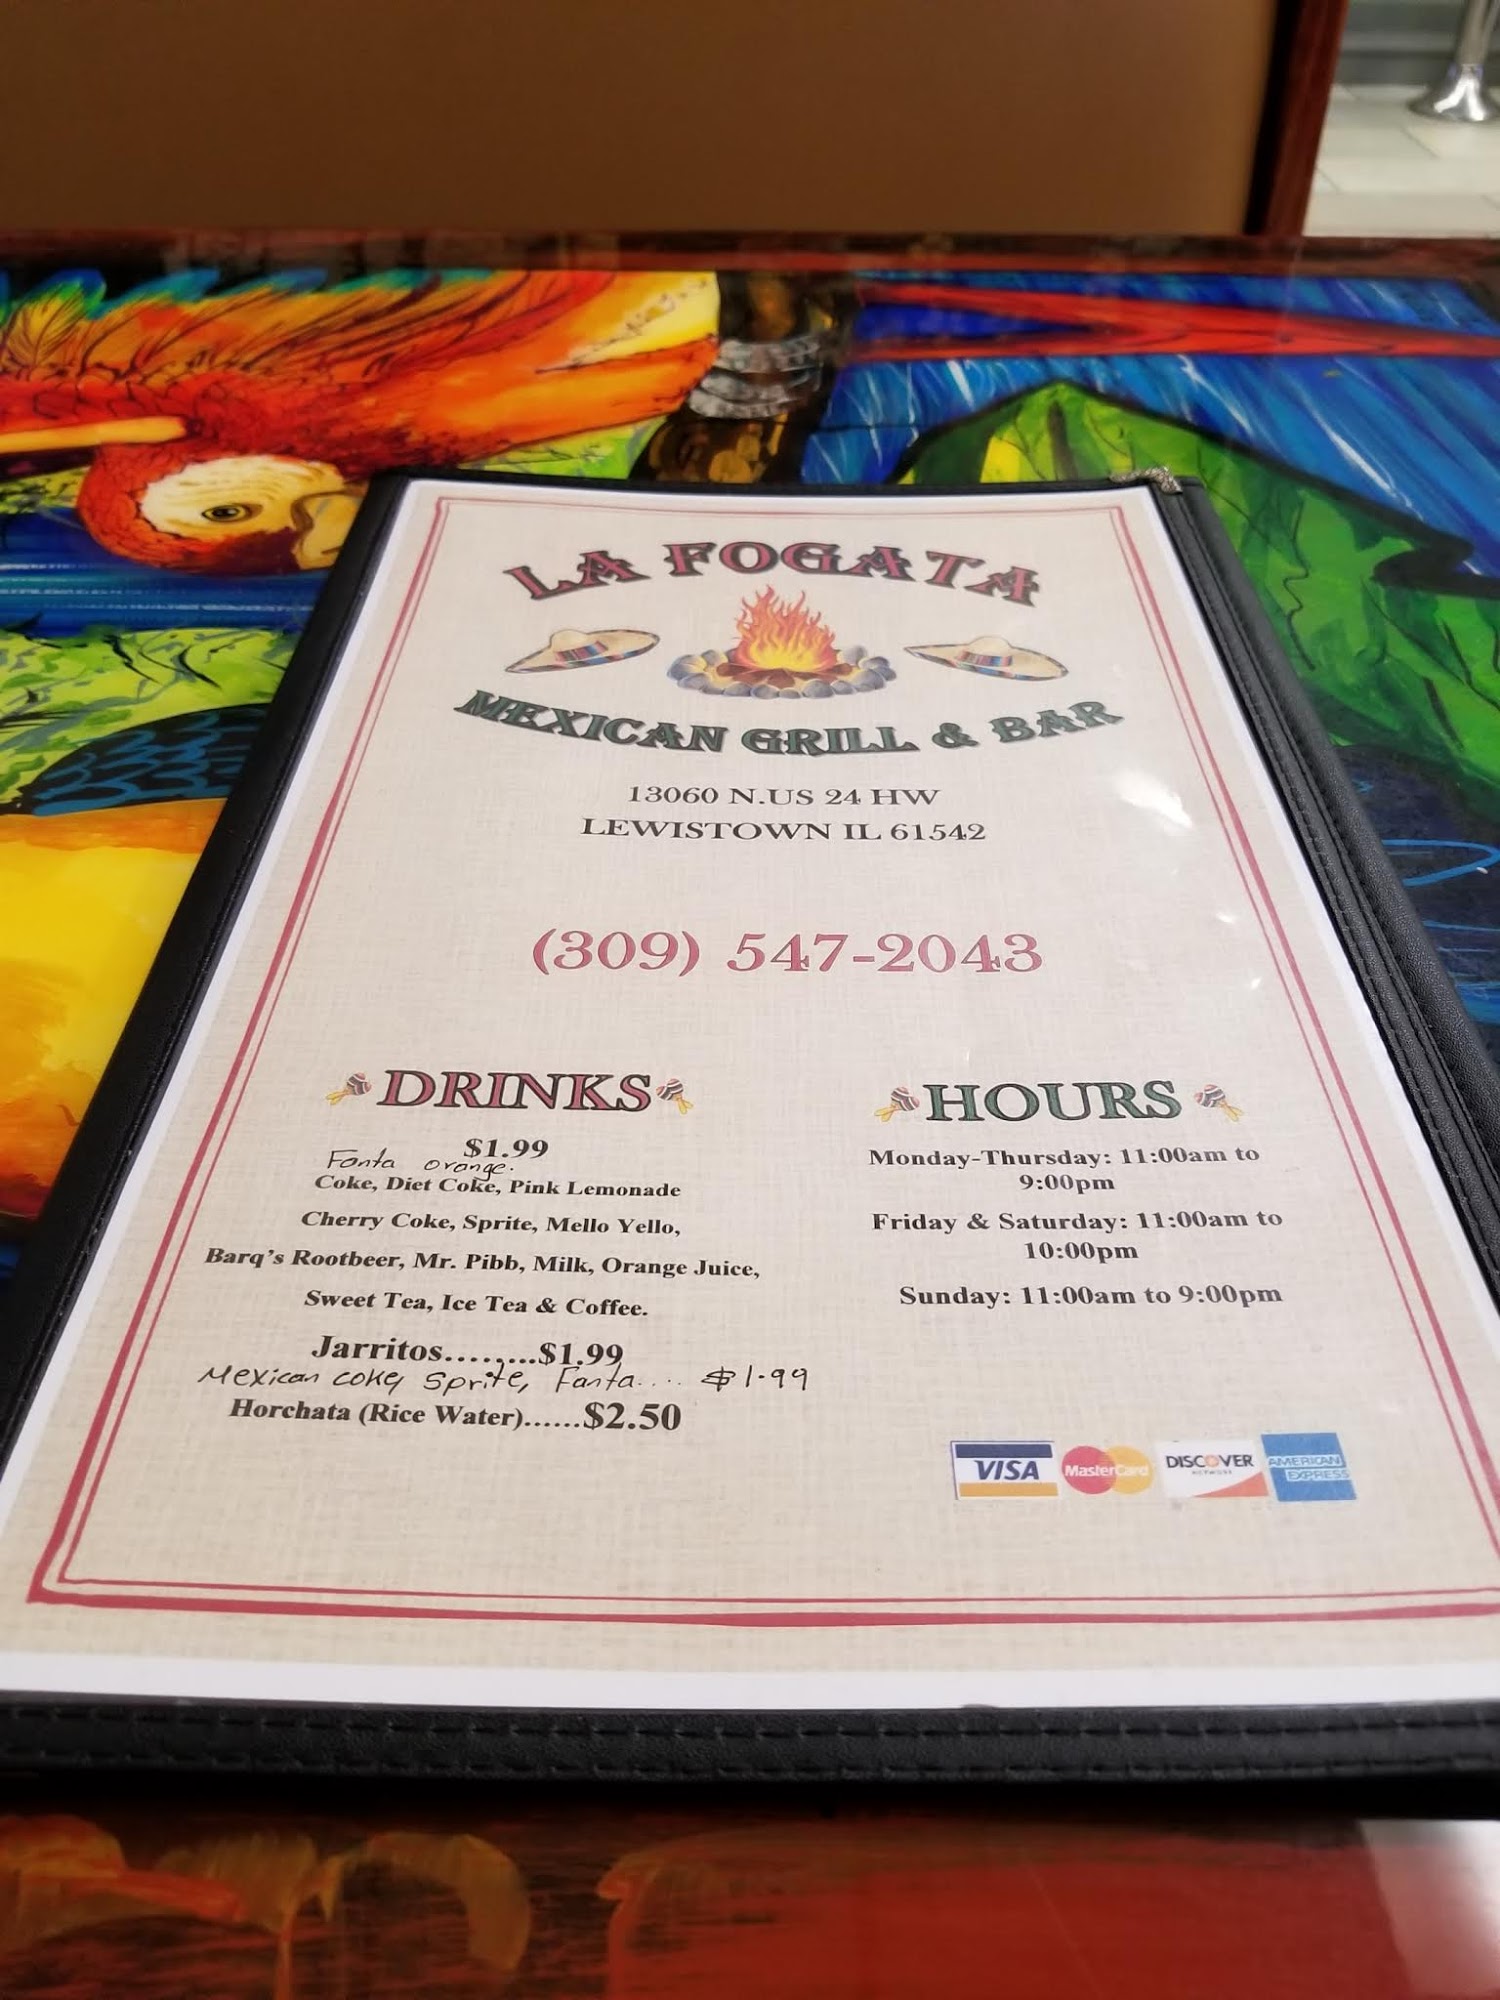 LA FOGATA
MEXICAN GRILL & BAR
13060 N.US 24 HW
LEWISTOWN IL 61542
(309) 547-2043
DRINKS
$1.99
Fanta orange.
Coke, Diet Coke, Pink Lemonade
Cherry Coke, Sprite, Mello Yello,
Barq's Rootbeer, Mr. Pibb, Milk, Orange Juice,
Sweet Tea, Ice Tea & Coffee.
Jarritos.........$1.99
Mexican coke, Sprite, Fanta.... $1.99
Horchata (Rice Water)......$2.50
HOURS
Monday-Thursday: 11:00am to
9:00pm
Friday & Saturday: 11:00am to
10:00pm
Sunday: 11:00am to 9:00pm
VISA
MasterCard
DISCOVER
NETWORK
AMERICAN
EXPRESS